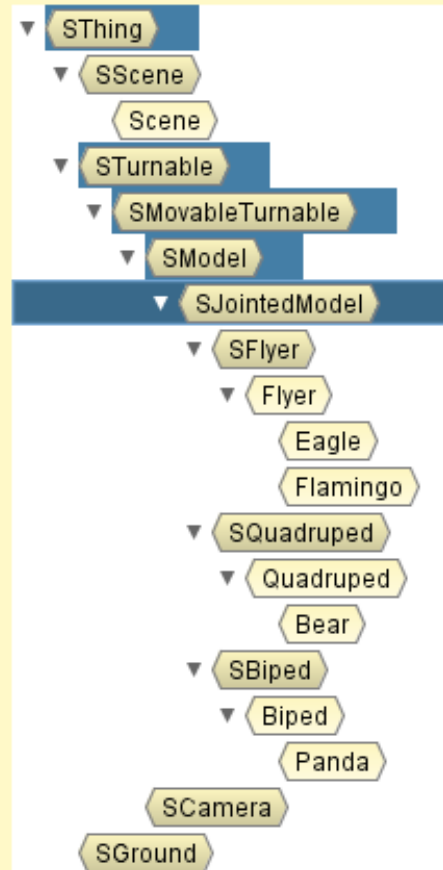 SThing
SScene
Scene
STurnable
SMovableTurnable
SModel
SJointedModel
SFlyer
Flyer
Eagle
Flamingo
SQuadruped
Quadruped
Bear
SBiped
Biped
Panda
SCamera
SGround